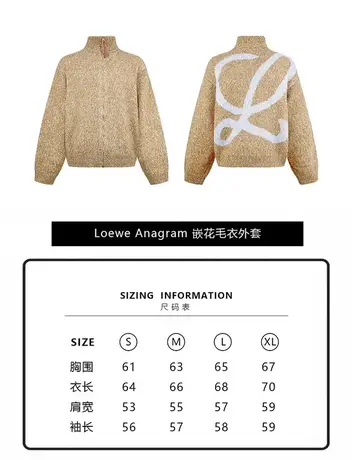 Loewe Anagram 嵌花毛衣外套
SIZING INFORMATION
尺码表
SIZE S M L XL
胸围 61 63 65 67
衣长 64 66 68 70
肩宽 53 55 57 59
袖长 56 57 58 59